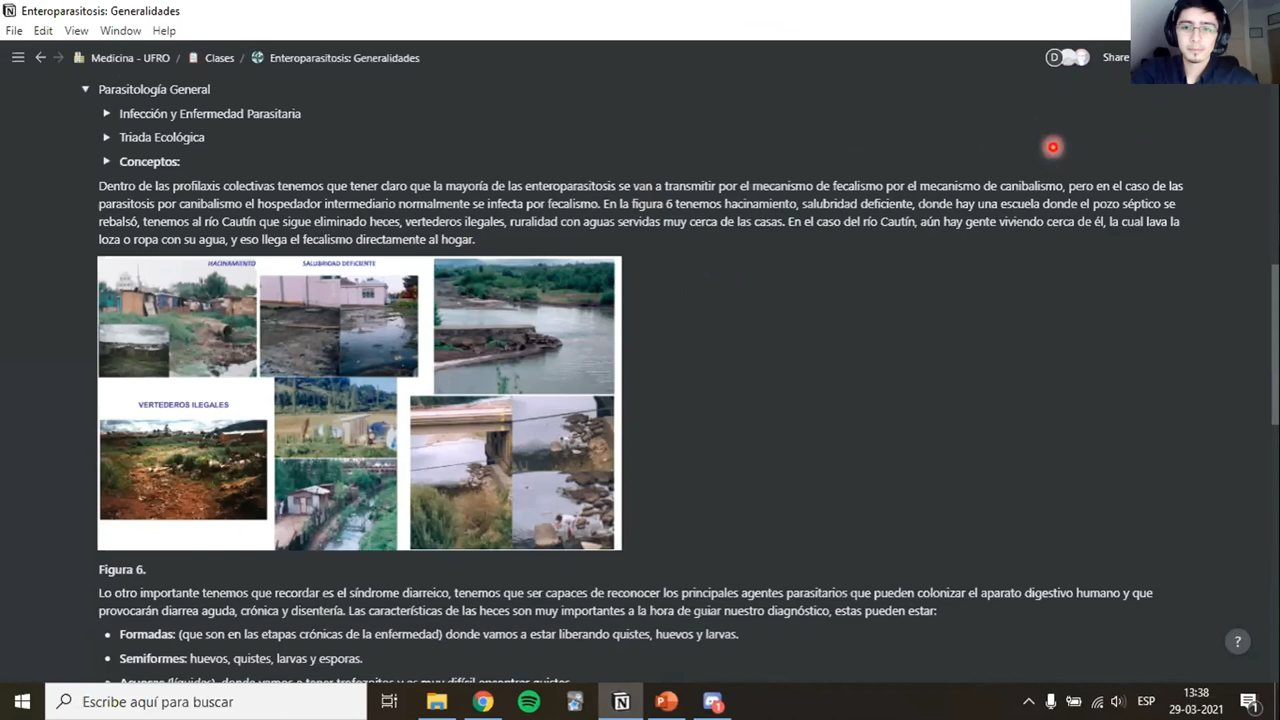 Enteroparasitosis: Generalidades
File Edit View Window Help
Medicina - UFRO / Clases / Enteroparasitosis: Generalidades
D Share
Parasitología General
Infección y Enfermedad Parasitaria
Triada Ecológica
Conceptos:
Dentro de las profilaxis colectivas tenemos que tener claro que la mayoría de las enteroparasitosis se van a transmitir por el mecanismo de fecalismo por el mecanismo de canibalismo, pero en el caso de las
parasitosis por canibalismo el hospedador intermediario normalmente se infecta por fecalismo. En la figura 6 tenemos hacinamiento, salubridad deficiente, donde hay una escuela donde el pozo séptico se
rebalsó, tenemos al río Cautín que sigue eliminado heces, vertederos ilegales, ruralidad con aguas servidas muy cerca de las casas. En el caso del río Cautín, aún hay gente viviendo cerca de él, la cual lava la
loza o ropa con su agua, y eso llega el fecalismo directamente al hogar.
HACINAMIENTO SALUBRIDAD DEFICIENTE
VERTEDEROS ILEGALES
Figura 6.
Lo otro importante tenemos que recordar es el síndrome diarreico, tenemos que ser capaces de reconocer los principales agentes parasitarios que pueden colonizar el aparato digestivo humano y que
provocarán diarrea aguda, crónica y disentería. Las características de las heces son muy importantes a la hora de guiar nuestro diagnóstico, estas pueden estar:
• Formadas: (que son en las etapas crónicas de la enfermedad) donde vamos a estar liberando quistes, huevos y larvas.
• Semiformes: huevos, quistes, larvas y esporas.
?
Escribe aquí para buscar
ESP
13:38
29-03-2021